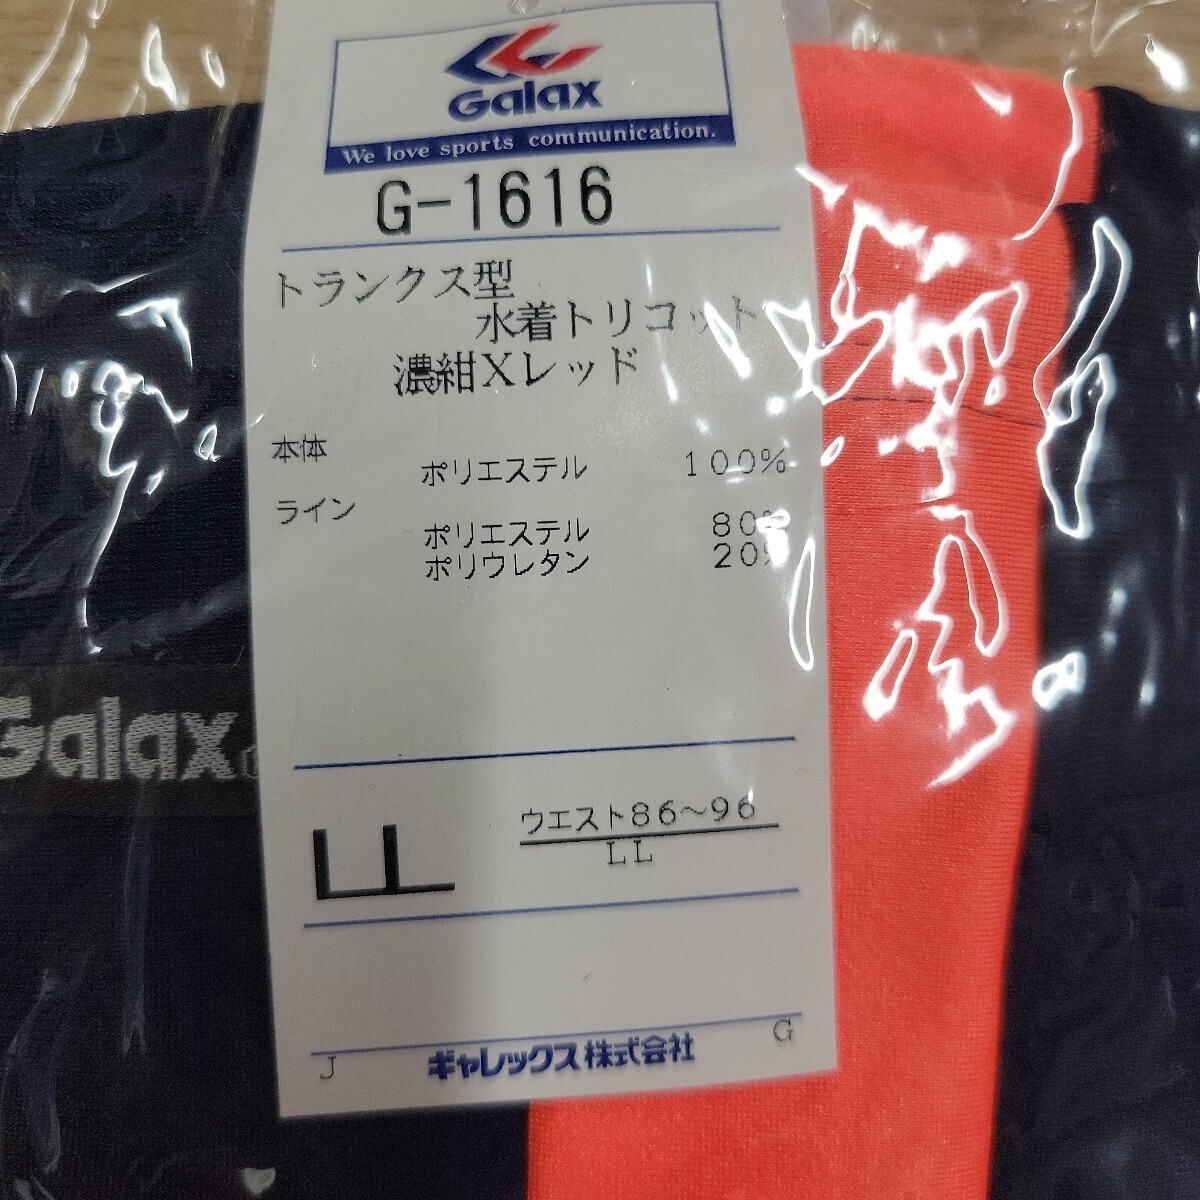 Galax
We love sports communication.
G-1616
トランクス型
水着トリコット
濃紺Xレッド
本体
ポリエステル 100%
ライン
ポリエステル 80%
ポリウレタン 20%
Galax
LL
ウエスト86～96
LL
J
ギャレックス株式会社
G